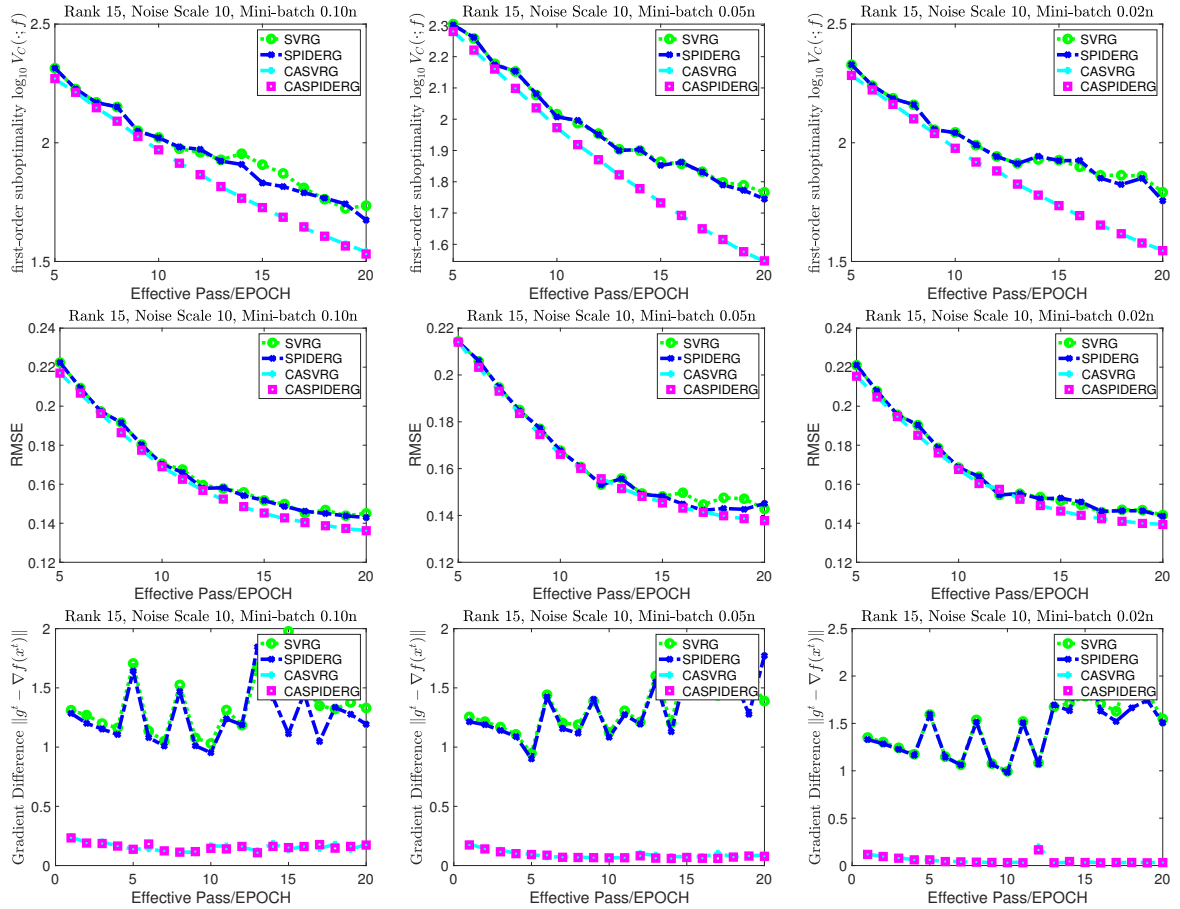 Rank 15, Noise Scale 10, Mini-batch 0.10n
first-order suboptimality log₁₀ V_C(·; f)
2.5
2
1.5
5
10
15
20
Effective Pass/EPOCH
SVRG
SPIDERG
CASVRG
CASPIDERG
Rank 15, Noise Scale 10, Mini-batch 0.05n
first-order suboptimality log₁₀ V_C(·; f)
2.3
2.2
2.1
2
1.9
1.8
1.7
1.6
5
10
15
20
Effective Pass/EPOCH
SVRG
SPIDERG
CASVRG
CASPIDERG
Rank 15, Noise Scale 10, Mini-batch 0.02n
first-order suboptimality log₁₀ V_C(·; f)
2.5
2
1.5
5
10
15
20
Effective Pass/EPOCH
SVRG
SPIDERG
CASVRG
CASPIDERG
Rank 15, Noise Scale 10, Mini-batch 0.10n
RMSE
0.24
0.22
0.2
0.18
0.16
0.14
0.12
5
10
15
20
Effective Pass/EPOCH
SVRG
SPIDERG
CASVRG
CASPIDERG
Rank 15, Noise Scale 10, Mini-batch 0.05n
RMSE
0.22
0.2
0.18
0.16
0.14
0.12
5
10
15
20
Effective Pass/EPOCH
SVRG
SPIDERG
CASVRG
CASPIDERG
Rank 15, Noise Scale 10, Mini-batch 0.02n
RMSE
0.24
0.22
0.2
0.18
0.16
0.14
0.12
5
10
15
20
Effective Pass/EPOCH
SVRG
SPIDERG
CASVRG
CASPIDERG
Rank 15, Noise Scale 10, Mini-batch 0.10n
Gradient Difference ‖g^t − ∇f(x^t)‖
2
1.5
1
0.5
0
0
5
10
15
20
Effective Pass/EPOCH
SVRG
SPIDERG
CASVRG
CASPIDERG
Rank 15, Noise Scale 10, Mini-batch 0.05n
Gradient Difference ‖g^t − ∇f(x^t)‖
2
1.5
1
0.5
0
0
5
10
15
20
Effective Pass/EPOCH
SVRG
SPIDERG
CASVRG
CASPIDERG
Rank 15, Noise Scale 10, Mini-batch 0.02n
Gradient Difference ‖g^t − ∇f(x^t)‖
2.5
2
1.5
1
0.5
0
0
5
10
15
20
Effective Pass/EPOCH
SVRG
SPIDERG
CASVRG
CASPIDERG